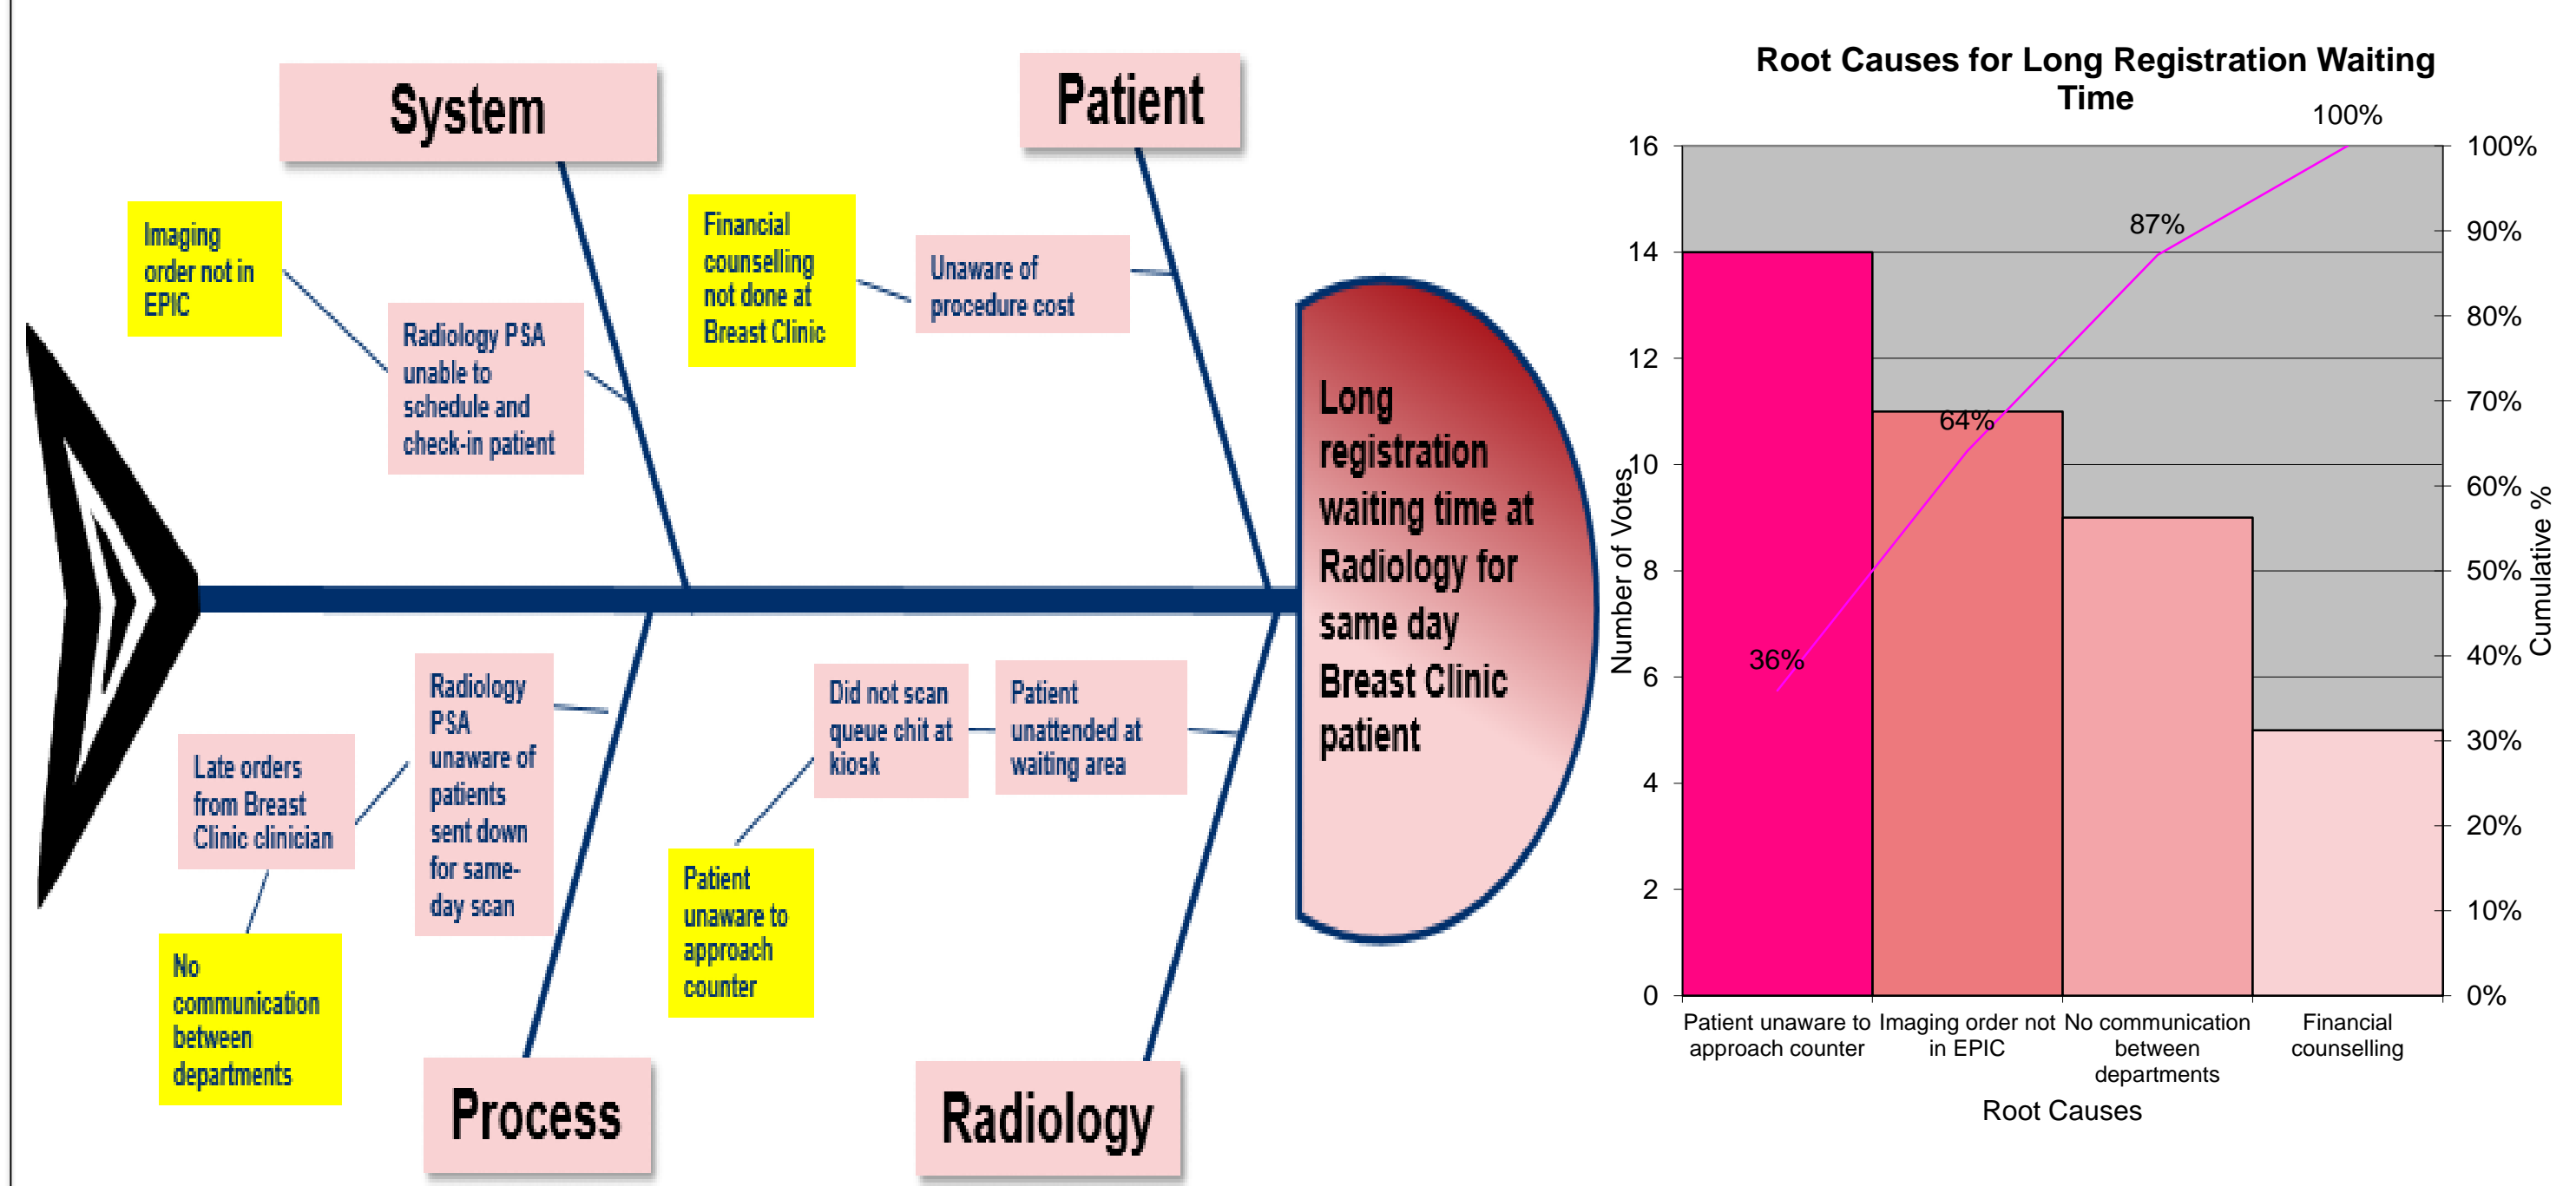 System
Patient
Imaging
order not in
EPIC
Radiology PSA
unable to
schedule and
check-in patient
Financial
counselling
not done at
Breast Clinic
Unaware of
procedure cost
Long
registration
waiting time at
Radiology for
same day
Breast Clinic
patient
Late orders
from Breast
Clinic clinician
Radiology
PSA
unaware of
patients
sent down
for same-
day scan
No
communication
between
departments
Did not scan
queue chit at
kiosk
Patient
unattended at
waiting area
Patient
unaware to
approach
counter
Process
Radiology
Root Causes for Long Registration Waiting
Time
100%
87%
64%
36%
16
14
12
10
8
6
4
2
0
Number of Votes
100%
90%
80%
70%
60%
50%
40%
30%
20%
10%
0%
Cumulative %
Patient unaware to
approach counter
Imaging order not
in EPIC
No communication
between
departments
Financial
counselling
Root Causes